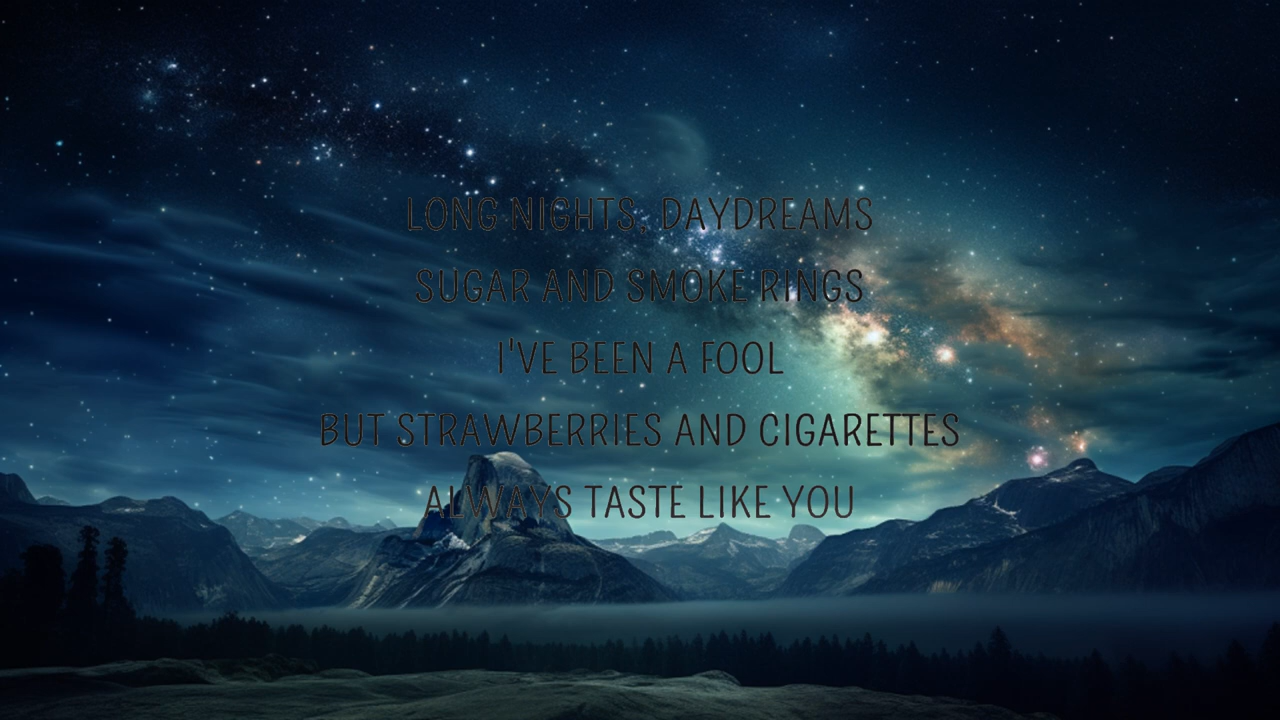 LONG NIGHTS, DAYDREAMS
SUGAR AND SMOKE RINGS
I'VE BEEN A FOOL
BUT STRAWBERRIES AND CIGARETTES
ALWAYS TASTE LIKE YOU